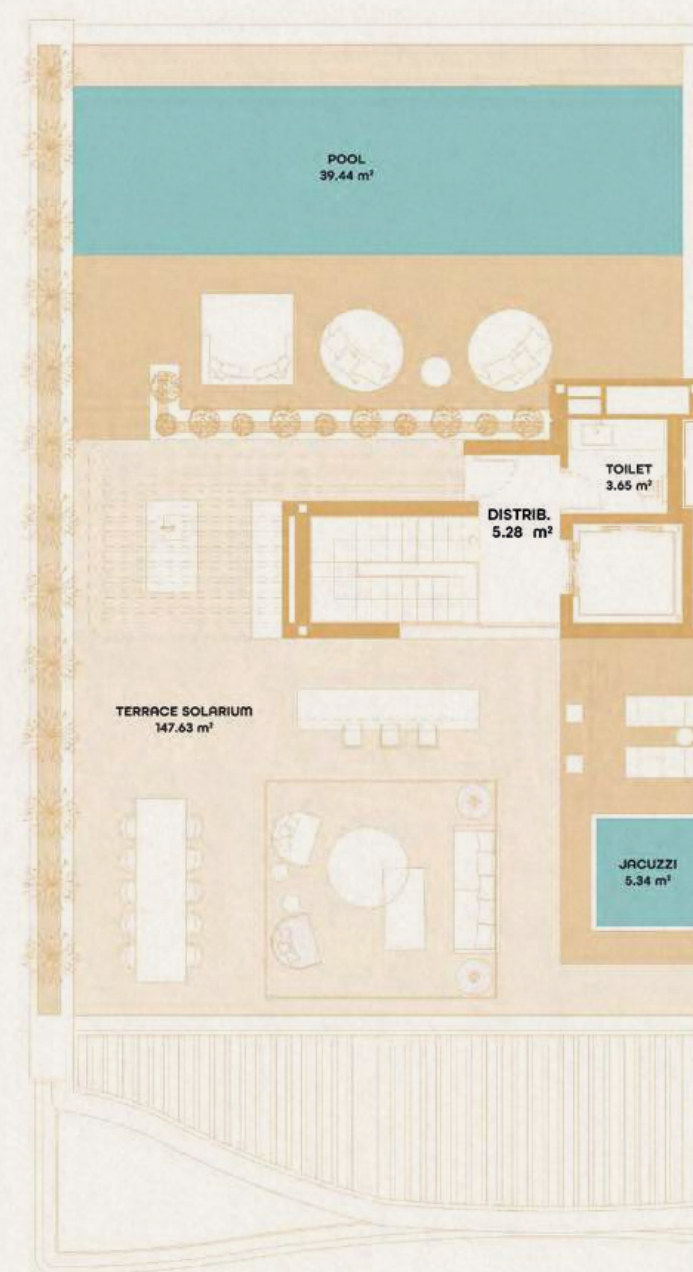 POOL
39.44 m²
TOILET
3.65 m²
DISTRIB.
5.28 m²
TERRACE SOLARIUM
147.63 m²
JACUZZI
5.34 m²